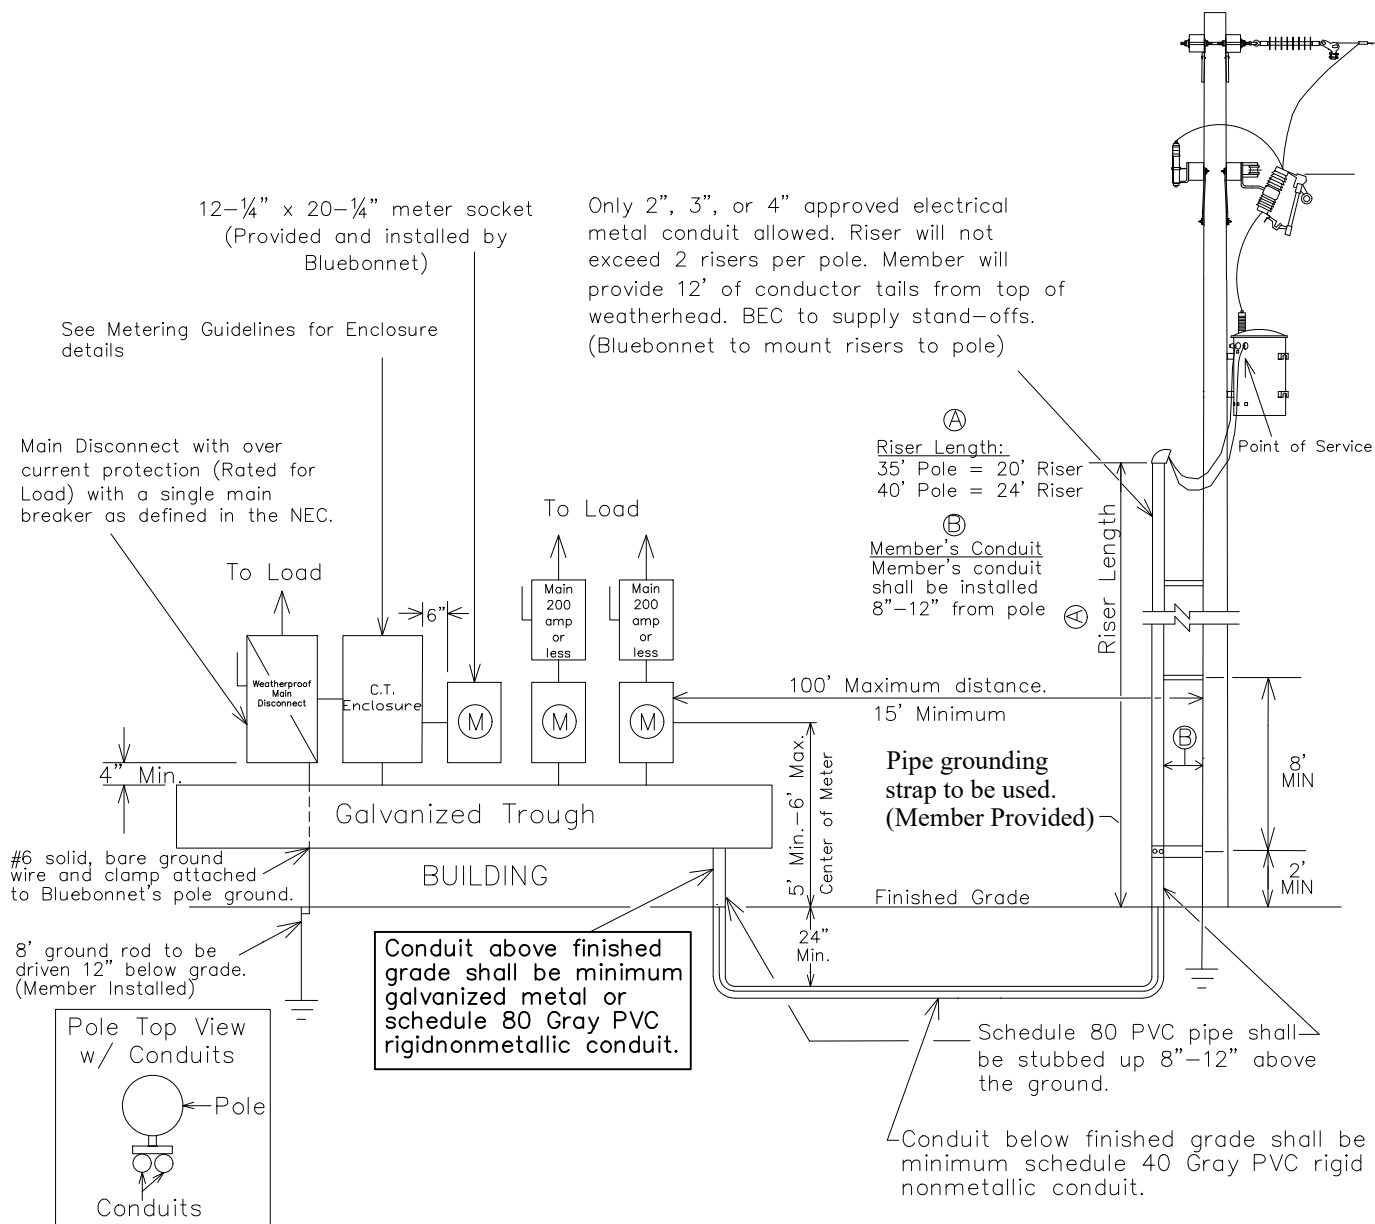 12-¼" x 20-¼" meter socket
(Provided and installed by
Bluebonnet)
Only 2", 3", or 4" approved electrical
metal conduit allowed. Riser will not
exceed 2 risers per pole. Member will
provide 12' of conductor tails from top of
weatherhead. BEC to supply stand-offs.
(Bluebonnet to mount risers to pole)
See Metering Guidelines for Enclosure
details
Main Disconnect with over
current protection (Rated for
Load) with a single main
breaker as defined in the NEC.
A
Riser Length:
35' Pole = 20' Riser
40' Pole = 24' Riser
B
Member's Conduit
Member's conduit
shall be installed
8"-12" from pole
Point of Service
A
Riser Length
To Load
To Load
6"
Main
200
amp
or
less
Main
200
amp
or
less
Weatherproof
Main
Disconnect
C.T.
Enclosure
M
M
M
100' Maximum distance.
15' Minimum
4" Min.
Galvanized Trough
5' Min.-6' Max.
Center of Meter
Pipe grounding
strap to be used.
(Member Provided)
B
8'
MIN
2'
MIN
#6 solid, bare ground
wire and clamp attached
to Bluebonnet's pole ground.
BUILDING
Finished Grade
24"
Min.
8' ground rod to be
driven 12" below grade.
(Member Installed)
Conduit above finished
grade shall be minimum
galvanized metal or
schedule 80 Gray PVC
rigidnonmetallic conduit.
Schedule 80 PVC pipe shall
be stubbed up 8"-12" above
the ground.
Conduit below finished grade shall be
minimum schedule 40 Gray PVC rigid
nonmetallic conduit.
Pole Top View
w/ Conduits
Pole
Conduits